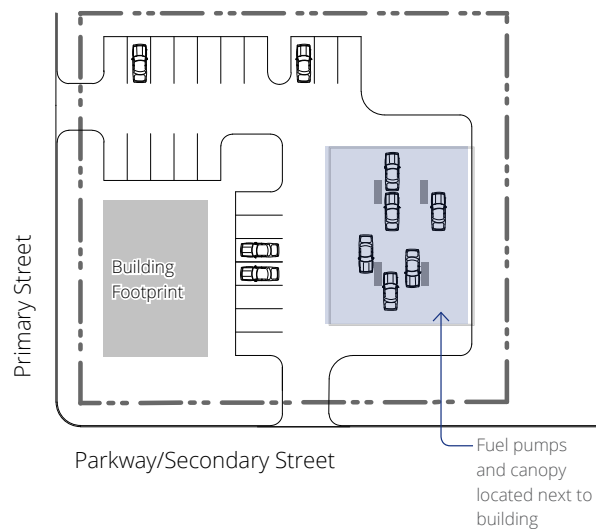 Building
Footprint
Primary Street
Parkway/Secondary Street
Fuel pumps
and canopy
located next to
building